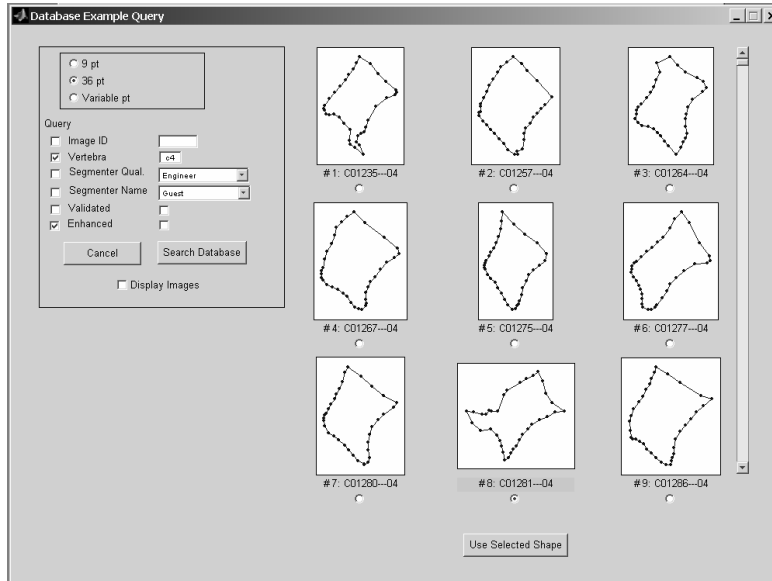 Database Example Query
9 pt
36 pt
Variable pt
Query
Image ID
Vertebra c4
Segmenter Qual. Engineer
Segmenter Name Guest
Validated
Enhanced
Cancel Search Database
Display Images
#1: C01235---04 #2: C01257---04 #3: C01264---04
#4: C01267---04 #5: C01275---04 #6: C01277---04
#7: C01280---04 #8: C01281---04 #9: C01286---04
Use Selected Shape